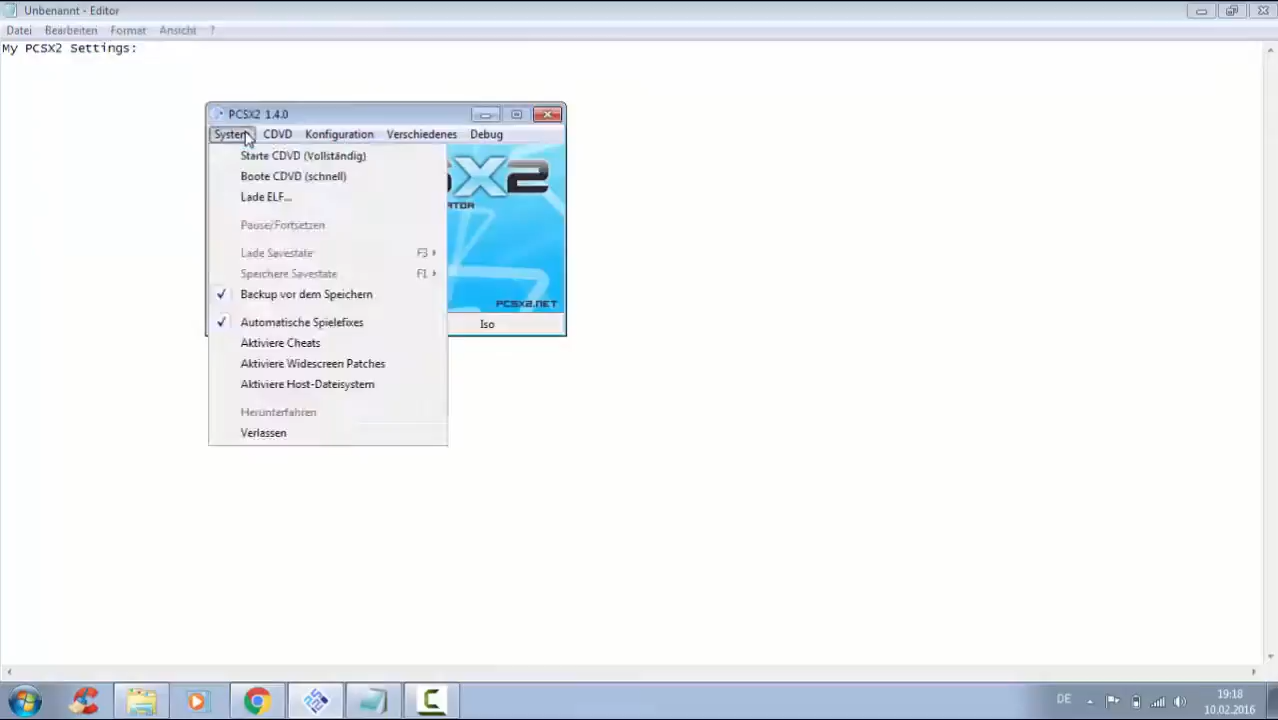 Unbenannt - Editor
Datei Bearbeiten Format Ansicht ?
My PCSX2 Settings:
PCSX2 1.4.0
System CDVD Konfiguration Verschiedenes Debug
Starte CDVD (Vollständig)
Boote CDVD (schnell)
Lade ELF...
Pause/Fortsetzen
Lade Savestate F3
Speichere Savestate F1
Backup vor dem Speichern
Automatische Spielefixes
Aktiviere Cheats
Aktiviere Widescreen Patches
Aktiviere Host-Dateisystem
Herunterfahren
Verlassen
SX2
ATOR
PCSX2.NET
Iso
DE
19:18
10.02.2016